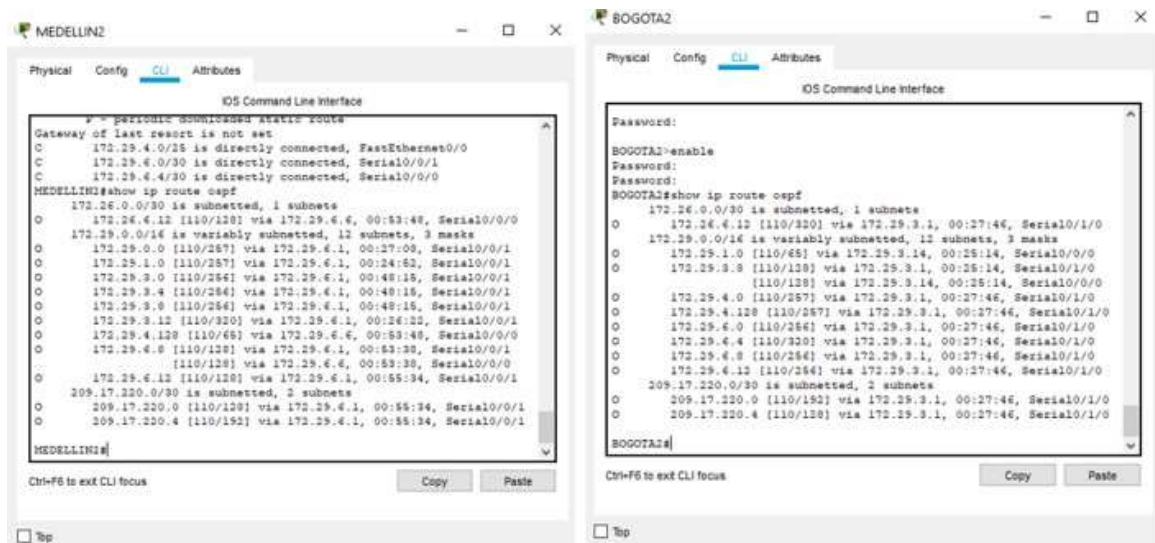 MEDELLIN2
Physical Config CLI Attributes
IOS Command Line Interface
P - periodic downloaded static route
Gateway of last resort is not set
C 172.29.4.0/25 is directly connected, FastEthernet0/0
C 172.29.6.0/30 is directly connected, Serial0/0/1
C 172.29.6.4/30 is directly connected, Serial0/0/0
MEDELLIN2#show ip route ospf
172.26.0.0/30 is subnetted, 1 subnets
O 172.26.6.12 [110/128] via 172.29.6.6, 00:53:48, Serial0/0/0
172.29.0.0/16 is variably subnetted, 12 subnets, 3 masks
O 172.29.0.0 [110/257] via 172.29.6.1, 00:27:08, Serial0/0/1
O 172.29.1.0 [110/257] via 172.29.6.1, 00:24:52, Serial0/0/1
O 172.29.3.0 [110/256] via 172.29.6.1, 00:48:15, Serial0/0/1
O 172.29.3.4 [110/256] via 172.29.6.1, 00:48:15, Serial0/0/1
O 172.29.3.8 [110/256] via 172.29.6.1, 00:48:15, Serial0/0/1
O 172.29.3.12 [110/320] via 172.29.6.1, 00:26:22, Serial0/0/1
O 172.29.4.128 [110/65] via 172.29.6.6, 00:53:48, Serial0/0/0
O 172.29.6.8 [110/128] via 172.29.6.1, 00:53:38, Serial0/0/1
[110/128] via 172.29.6.6, 00:53:38, Serial0/0/0
O 172.29.6.12 [110/128] via 172.29.6.1, 00:55:34, Serial0/0/1
209.17.220.0/30 is subnetted, 2 subnets
O 209.17.220.0 [110/128] via 172.29.6.1, 00:55:34, Serial0/0/1
O 209.17.220.4 [110/192] via 172.29.6.1, 00:55:34, Serial0/0/1
MEDELLIN2#
Ctrl+F6 to exit CLI focus
Copy Paste
Top
BOGOTA2
Physical Config CLI Attributes
IOS Command Line Interface
Password:
BOGOTA2>enable
Password:
Password:
BOGOTA2#show ip route ospf
172.26.0.0/30 is subnetted, 1 subnets
O 172.26.6.12 [110/320] via 172.29.3.1, 00:27:46, Serial0/1/0
172.29.0.0/16 is variably subnetted, 12 subnets, 3 masks
O 172.29.1.0 [110/65] via 172.29.3.14, 00:25:14, Serial0/0/0
O 172.29.3.8 [110/128] via 172.29.3.1, 00:25:14, Serial0/1/0
[110/128] via 172.29.3.14, 00:25:14, Serial0/0/0
O 172.29.4.0 [110/257] via 172.29.3.1, 00:27:46, Serial0/1/0
O 172.29.4.128 [110/257] via 172.29.3.1, 00:27:46, Serial0/1/0
O 172.29.6.0 [110/256] via 172.29.3.1, 00:27:46, Serial0/1/0
O 172.29.6.4 [110/320] via 172.29.3.1, 00:27:46, Serial0/1/0
O 172.29.6.8 [110/256] via 172.29.3.1, 00:27:46, Serial0/1/0
O 172.29.6.12 [110/256] via 172.29.3.1, 00:27:46, Serial0/1/0
209.17.220.0/30 is subnetted, 2 subnets
O 209.17.220.0 [110/192] via 172.29.3.1, 00:27:46, Serial0/1/0
O 209.17.220.4 [110/128] via 172.29.3.1, 00:27:46, Serial0/1/0
BOGOTA2#
Ctrl+F6 to exit CLI focus
Copy Paste
Top